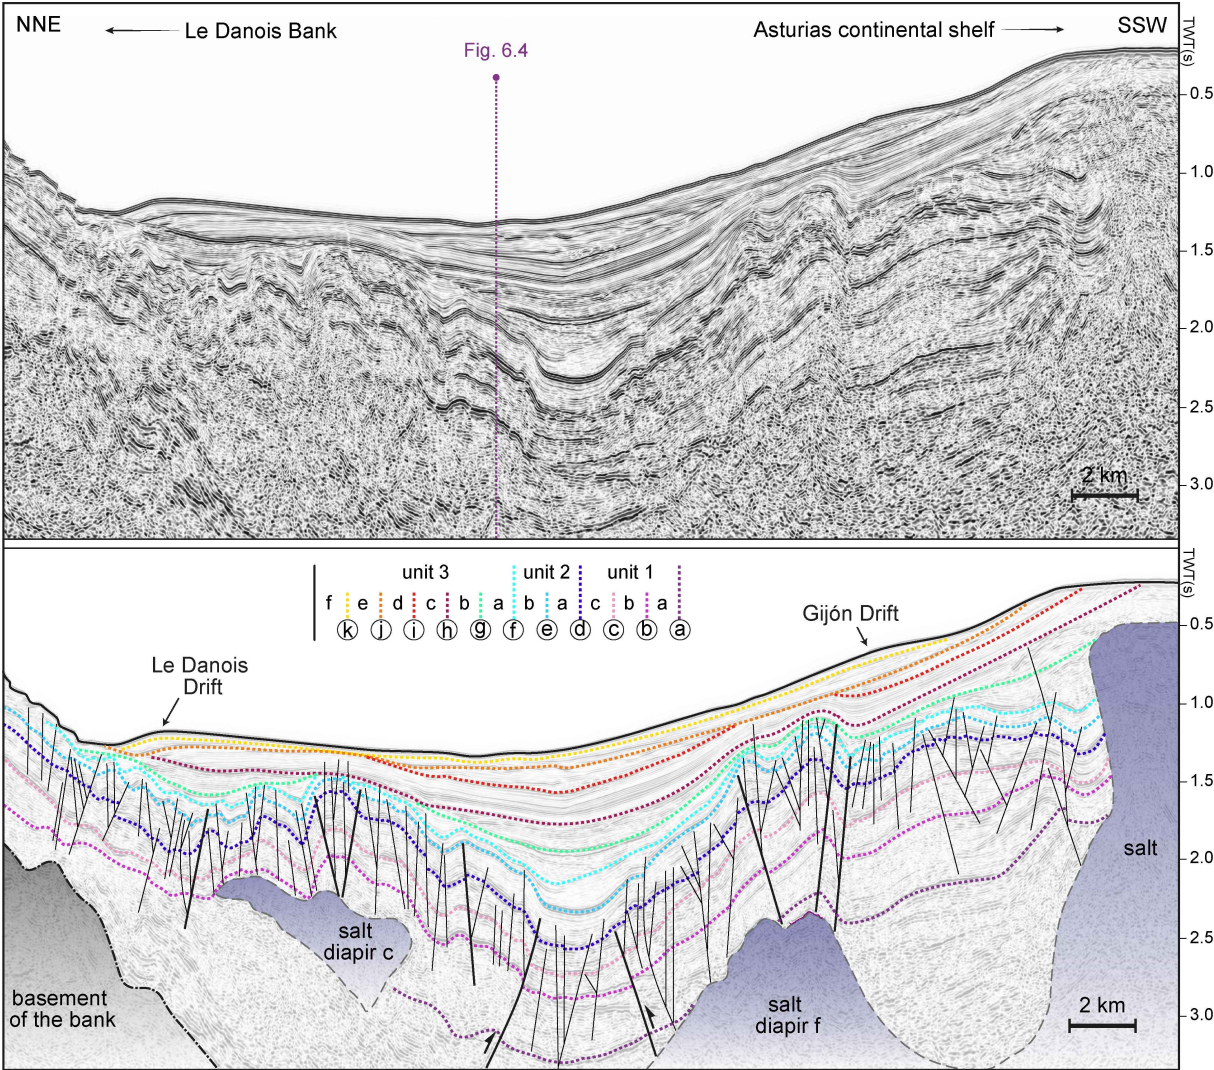 NNE
Le Danois Bank
Asturias continental shelf
SSW
Fig. 6.4
TWT(s)
0.5
1.0
1.5
2.0
2.5
3.0
2 km
unit 3 unit 2 unit 1
f e d c b a b a c b a
k j i h g f e d c b a
Le Danois
Drift
Gijón Drift
TWT(s)
0.5
1.0
1.5
2.0
2.5
3.0
salt
salt
diapir c
basement
of the bank
salt
diapir f
2 km